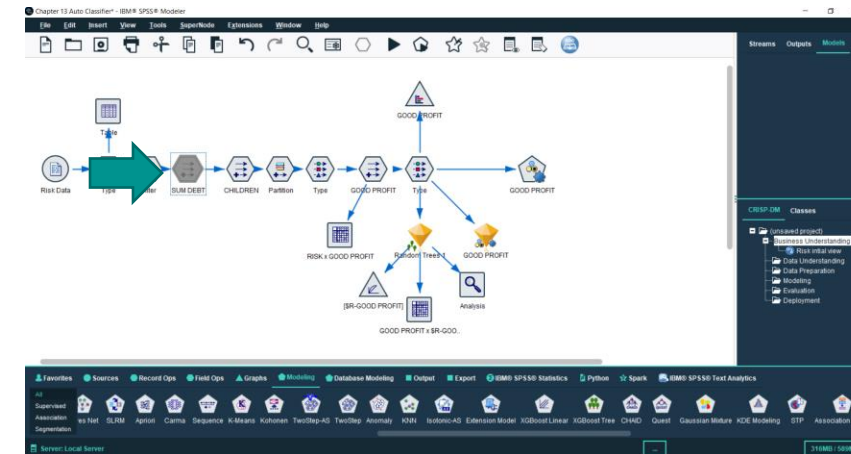 Chapter 13 Auto Classifier* - IBM® SPSS® Modeler
File Edit Insert View Tools SuperNode Extensions Window Help
Streams Outputs Models
GOOD PROFIT
Table
Risk Data Type SUM DEBT CHILDREN Partition Type GOOD PROFIT Type GOOD PROFIT
RISK x GOOD PROFIT Random Trees 1 GOOD PROFIT
[$R-GOOD PROFIT] Analysis
GOOD PROFIT x $R-GOO..
CRISP-DM Classes
(unsaved project)
Business Understanding
Risk intial view
Data Understanding
Data Preparation
Modeling
Evaluation
Deployment
Favorites Sources Record Ops Field Ops Graphs Modeling Database Modeling Output Export IBM® SPSS® Statistics Python Spark IBM® SPSS® Text Analytics
All
Supervised
Association
Segmentation
es Net SLRM Apriori Carma Sequence K-Means Kohonen TwoStep-AS TwoStep Anomaly KNN Isotonic-AS Extension Model XGBoost Linear XGBoost Tree CHAID Quest Gaussian Mixture KDE Modeling STP Association
Server: Local Server
316MB / 589M